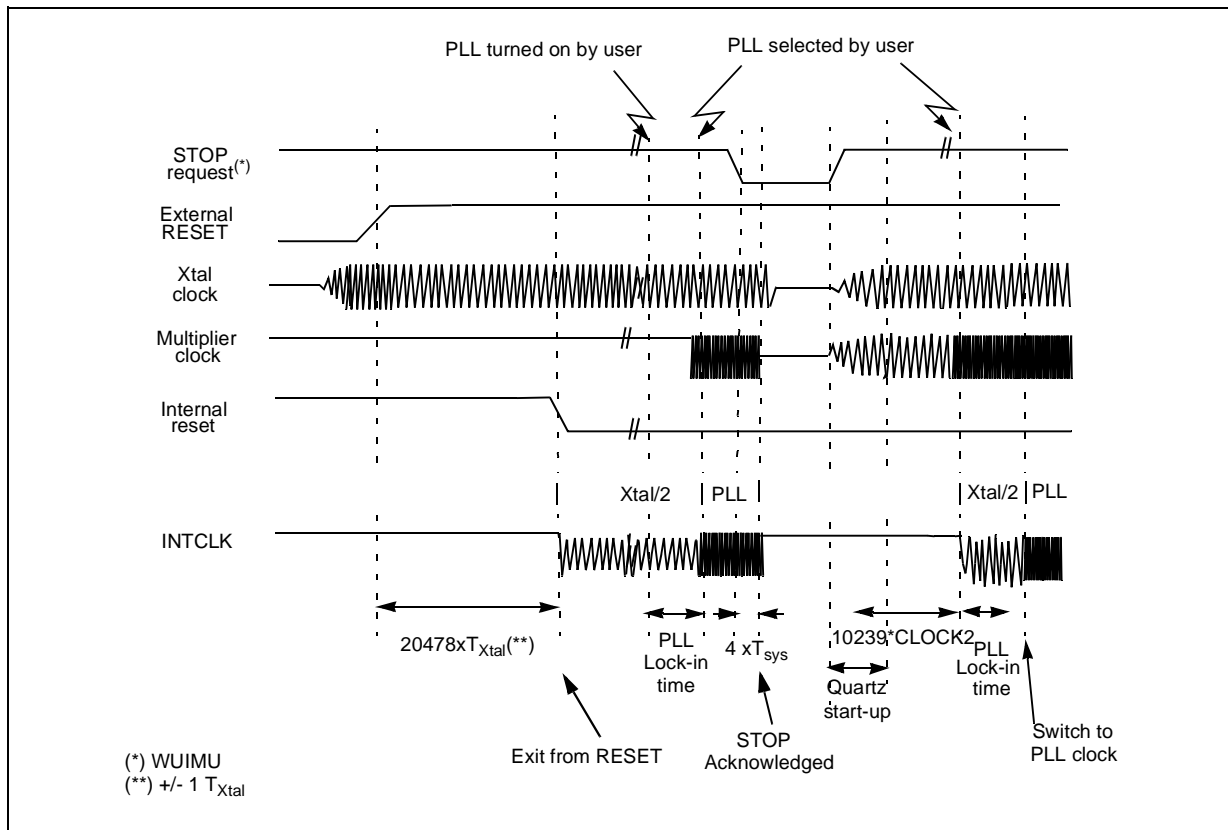 PLL turned on by user
PLL selected by user
STOP
request(*)
External
RESET
Xtal
clock
Multiplier
clock
Internal
reset
Xtal/2
PLL
Xtal/2
PLL
INTCLK
20478xTXtal(**)
PLL
Lock-in
time
4 xTsys
10239*CLOCK2
Quartz
start-up
PLL
Lock-in
time
Exit from RESET
STOP
Acknowledged
Switch to
PLL clock
(*) WUIMU
(**) +/- 1 TXtal